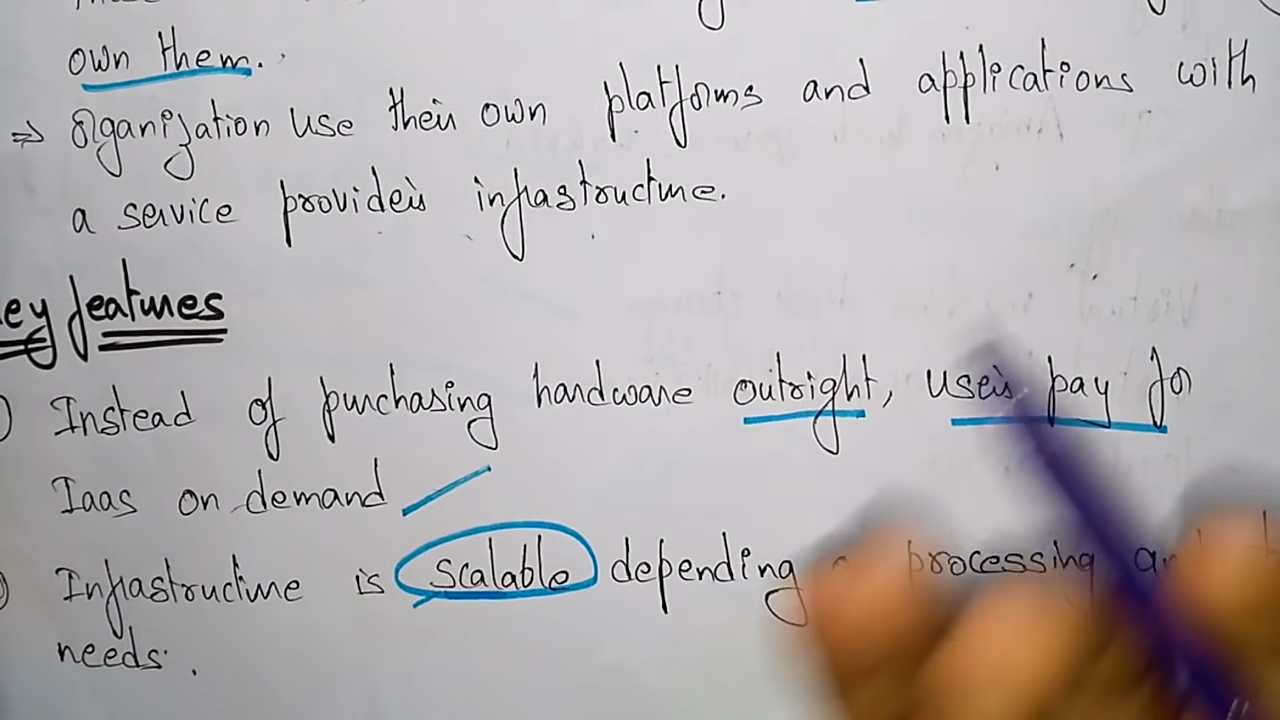 own them.
⇒ Organization use their own platforms and applications with
a service provider's infrastructure.
ey features
) Instead of purchasing hardware outright, users pay for
Iaas on demand
) Infrastructure is scalable depending processing
needs.